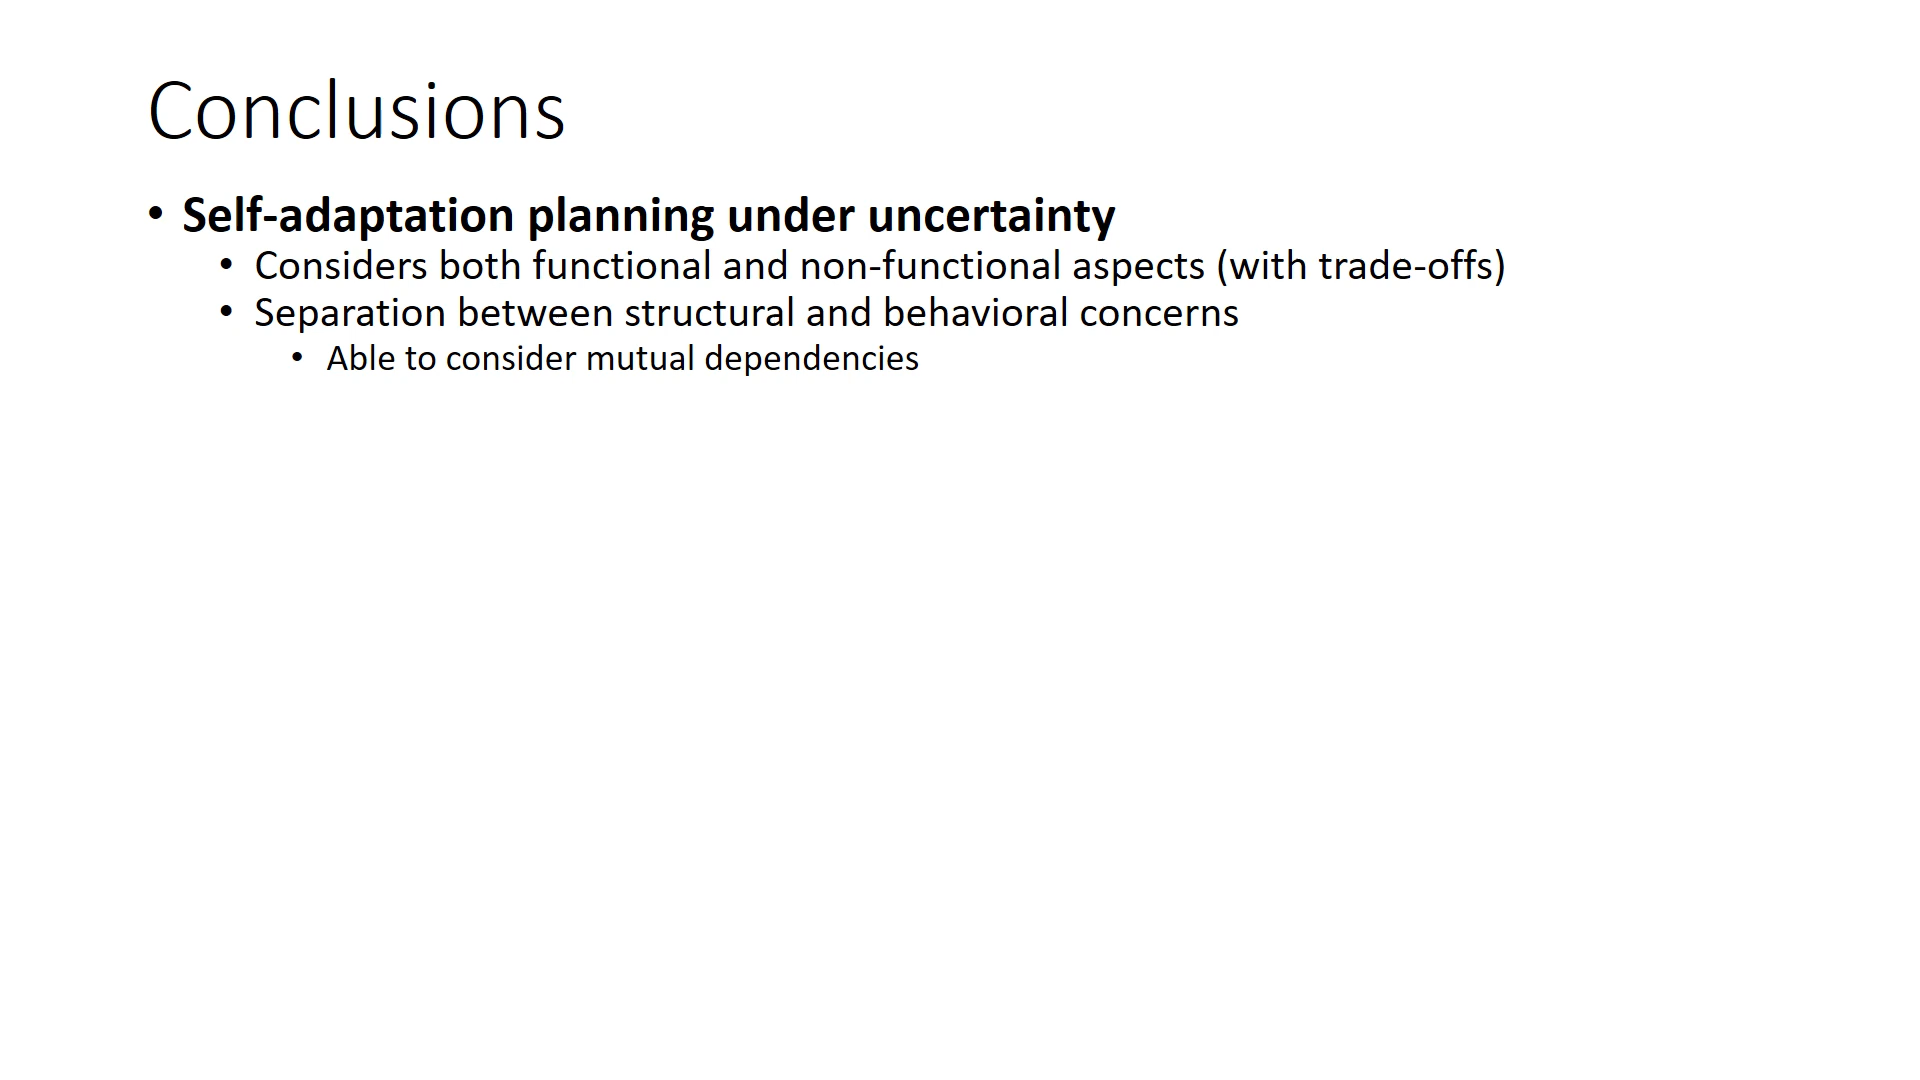 Conclusions
• Self-adaptation planning under uncertainty
• Considers both functional and non-functional aspects (with trade-offs)
• Separation between structural and behavioral concerns
• Able to consider mutual dependencies